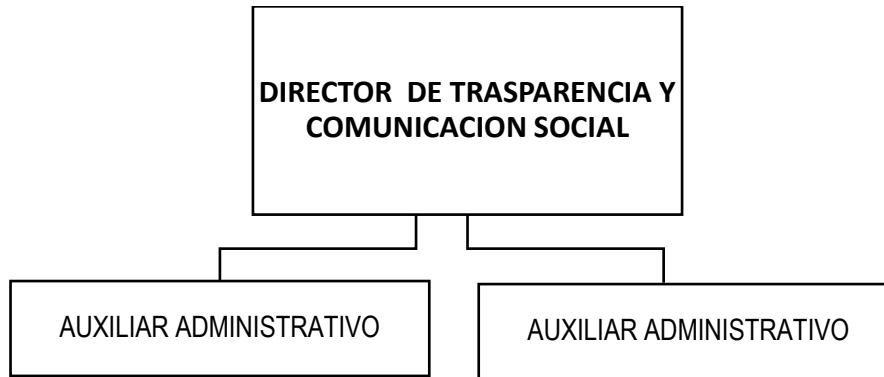 DIRECTOR DE TRASPARENCIA Y
COMUNICACION SOCIAL
AUXILIAR ADMINISTRATIVO
AUXILIAR ADMINISTRATIVO